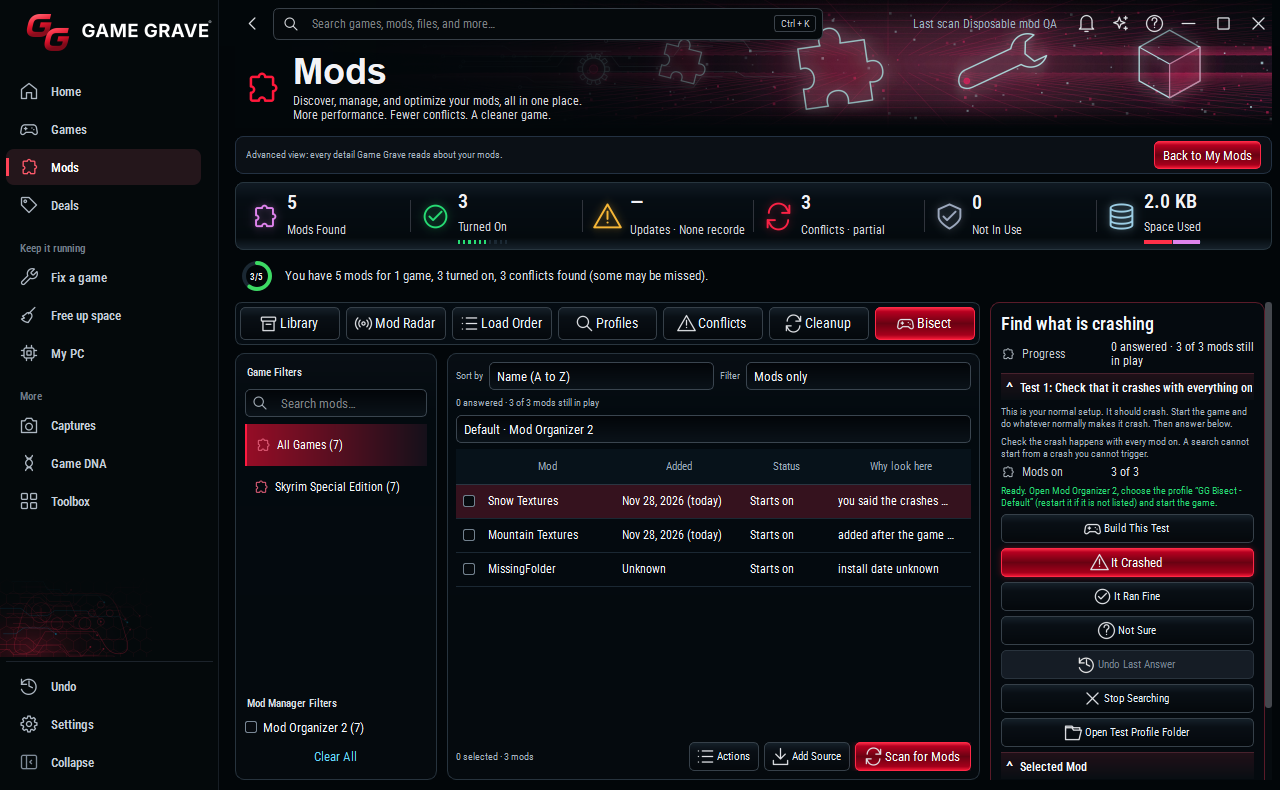 GAME GRAVE
Search games, mods, files, and more...
Ctrl + K
Last scan Disposable mbd QA
Home
Games
Mods
Deals
Keep it running
Fix a game
Free up space
My PC
More
Captures
Game DNA
Toolbox
Undo
Settings
Collapse
Mods
Discover, manage, and optimize your mods, all in one place.
More performance. Fewer conflicts. A cleaner game.
Advanced view: every detail Game Grave reads about your mods.
Back to My Mods
5
Mods Found
3
Turned On
—
Updates · None recorde
3
Conflicts · partial
0
Not In Use
2.0 KB
Space Used
3/5
You have 5 mods for 1 game, 3 turned on, 3 conflicts found (some may be missed).
Library
Mod Radar
Load Order
Profiles
Conflicts
Cleanup
Bisect
Game Filters
Search mods...
All Games (7)
Skyrim Special Edition (7)
Mod Manager Filters
Mod Organizer 2 (7)
Clear All
Sort by
Name (A to Z)
Filter
Mods only
0 answered · 3 of 3 mods still in play
Default · Mod Organizer 2
Mod Added Status Why look here
Snow Textures Nov 28, 2026 (today) Starts on you said the crashes ...
Mountain Textures Nov 28, 2026 (today) Starts on added after the game ...
MissingFolder Unknown Starts on install date unknown
0 selected · 3 mods
Actions
Add Source
Scan for Mods
Find what is crashing
Progress
0 answered · 3 of 3 mods still
in play
^ Test 1: Check that it crashes with everything on
This is your normal setup. It should crash. Start the game and
do whatever normally makes it crash. Then answer below.
Check the crash happens with every mod on. A search cannot
start from a crash you cannot trigger.
Mods on 3 of 3
Ready. Open Mod Organizer 2, choose the profile “GG Bisect -
Default” (restart it if it is not listed) and start the game.
Build This Test
It Crashed
It Ran Fine
Not Sure
Undo Last Answer
Stop Searching
Open Test Profile Folder
^ Selected Mod